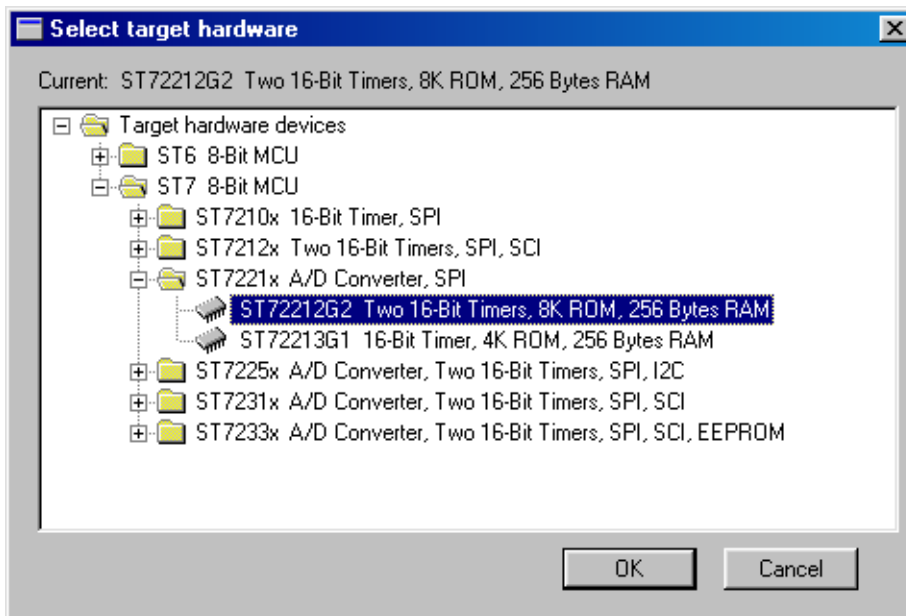 Select target hardware
Current: ST72212G2 Two 16-Bit Timers, 8K ROM, 256 Bytes RAM
Target hardware devices
ST6 8-Bit MCU
ST7 8-Bit MCU
ST7210x 16-Bit Timer, SPI
ST7212x Two 16-Bit Timers, SPI, SCI
ST7221x A/D Converter, SPI
ST72212G2 Two 16-Bit Timers, 8K ROM, 256 Bytes RAM
ST72213G1 16-Bit Timer, 4K ROM, 256 Bytes RAM
ST7225x A/D Converter, Two 16-Bit Timers, SPI, I2C
ST7231x A/D Converter, Two 16-Bit Timers, SPI, SCI
ST7233x A/D Converter, Two 16-Bit Timers, SPI, SCI, EEPROM
OK Cancel